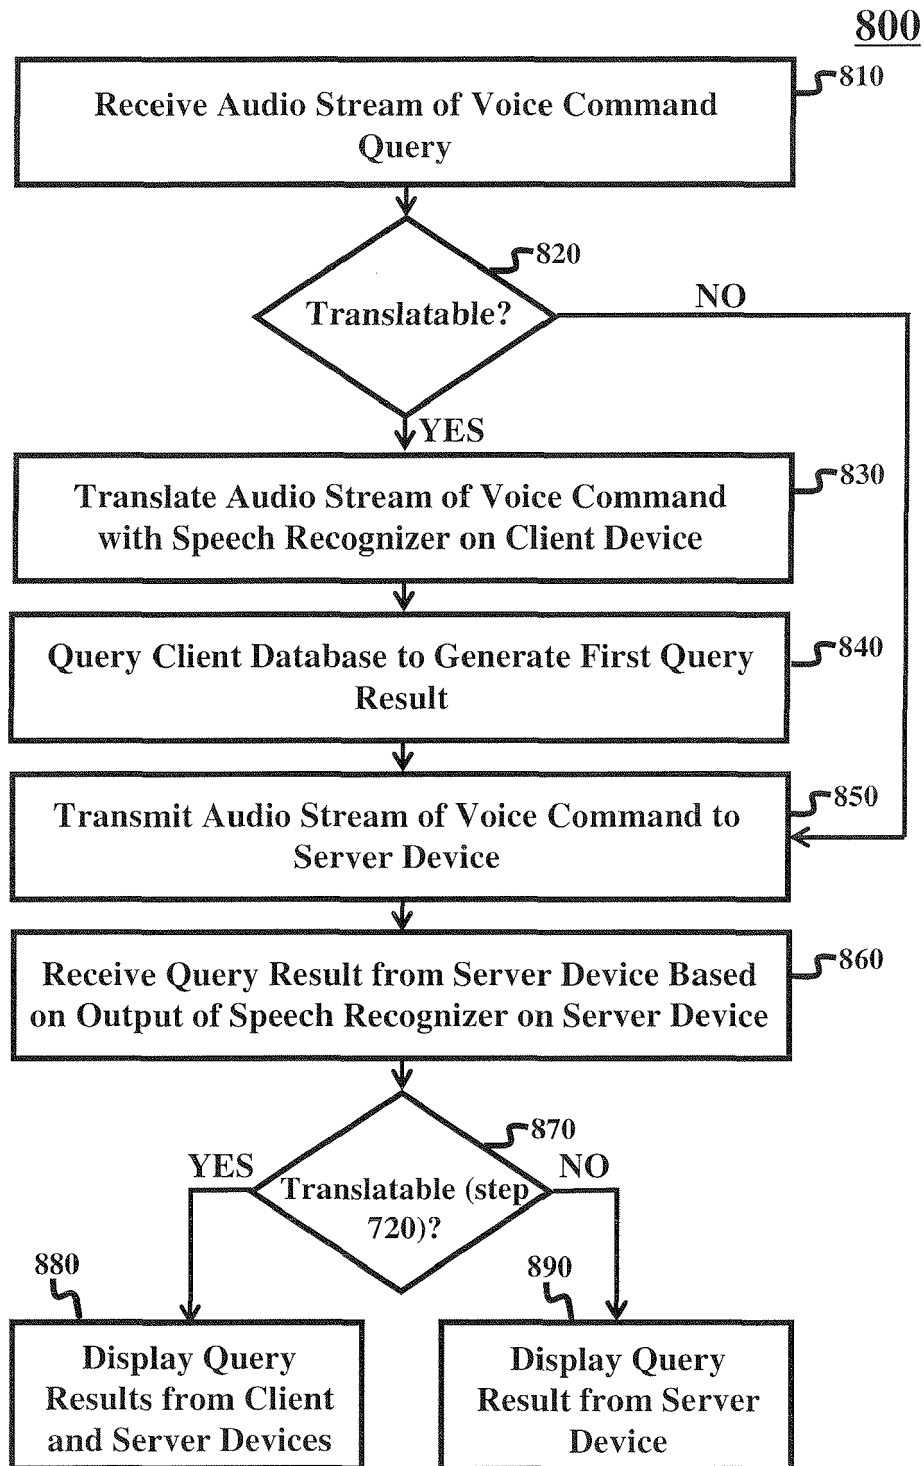 800
810
Receive Audio Stream of Voice Command
Query
820
Translatable?
NO
YES
830
Translate Audio Stream of Voice Command
with Speech Recognizer on Client Device
840
Query Client Database to Generate First Query
Result
850
Transmit Audio Stream of Voice Command to
Server Device
860
Receive Query Result from Server Device Based
on Output of Speech Recognizer on Server Device
870
YES
NO
Translatable (step
720)?
880
890
Display Query
Results from Client
and Server Devices
Display Query
Result from Server
Device